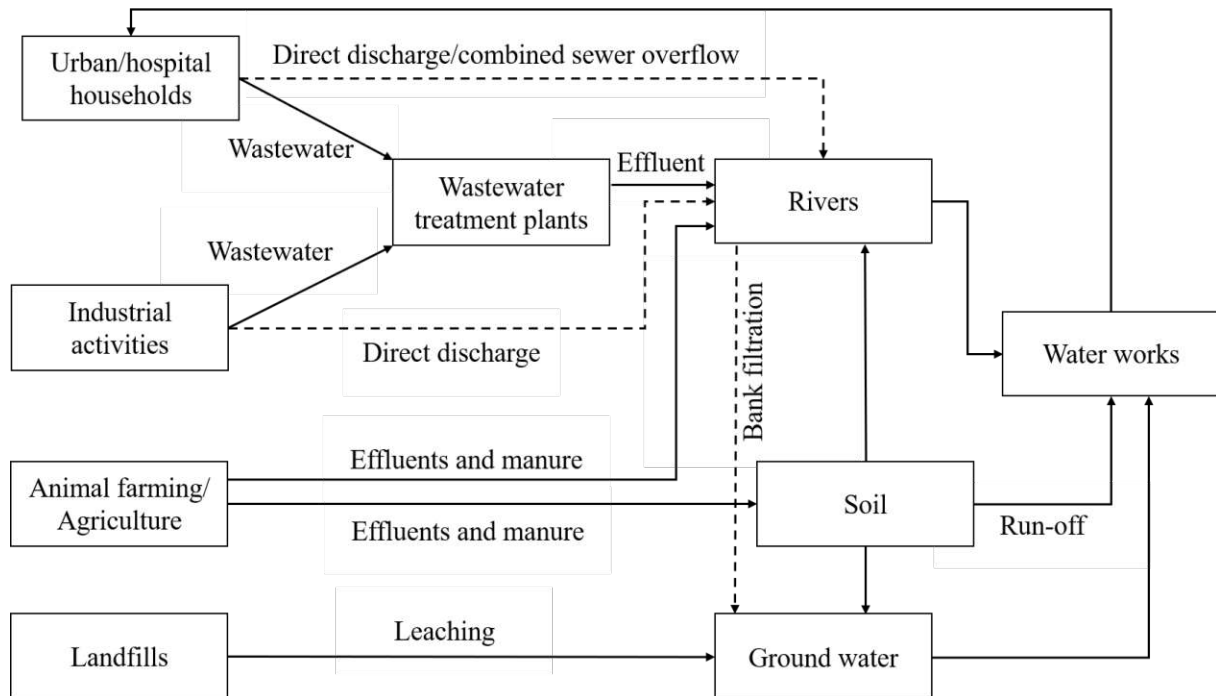 Direct discharge/combined sewer overflow
Urban/hospital
households
Wastewater
Effluent
Wastewater
treatment plants
Rivers
Wastewater
Industrial
activities
Direct discharge
Bank filtration
Water works
Effluents and manure
Animal farming/
Agriculture
Effluents and manure
Soil
Run-off
Leaching
Landfills
Ground water